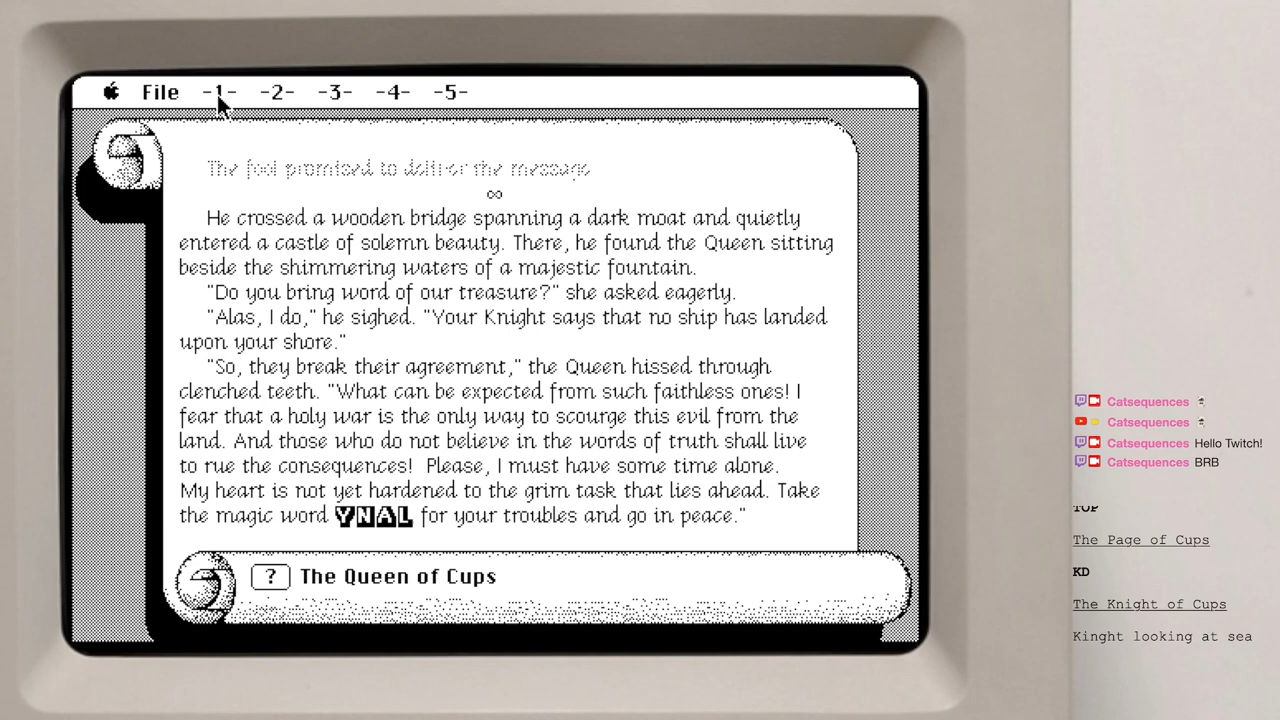 File -1- -2- -3- -4- -5-
The fool promised to deliver the message
∞
He crossed a wooden bridge spanning a dark moat and quietly
entered a castle of solemn beauty. There, he found the Queen sitting
beside the shimmering waters of a majestic fountain.
"Do you bring word of our treasure?" she asked eagerly.
"Alas, I do," he sighed. "Your Knight says that no ship has landed
upon your shore."
"So, they break their agreement," the Queen hissed through
clenched teeth. "What can be expected from such faithless ones! I
fear that a holy war is the only way to scourge this evil from the
land. And those who do not believe in the words of truth shall live
to rue the consequences! Please, I must have some time alone.
My heart is not yet hardened to the grim task that lies ahead. Take
the magic word YNAL for your troubles and go in peace."
? The Queen of Cups
Catsequences
Catsequences
Catsequences Hello Twitch!
Catsequences BRB
TOP
The Page of Cups
KD
The Knight of Cups
Kinght looking at sea